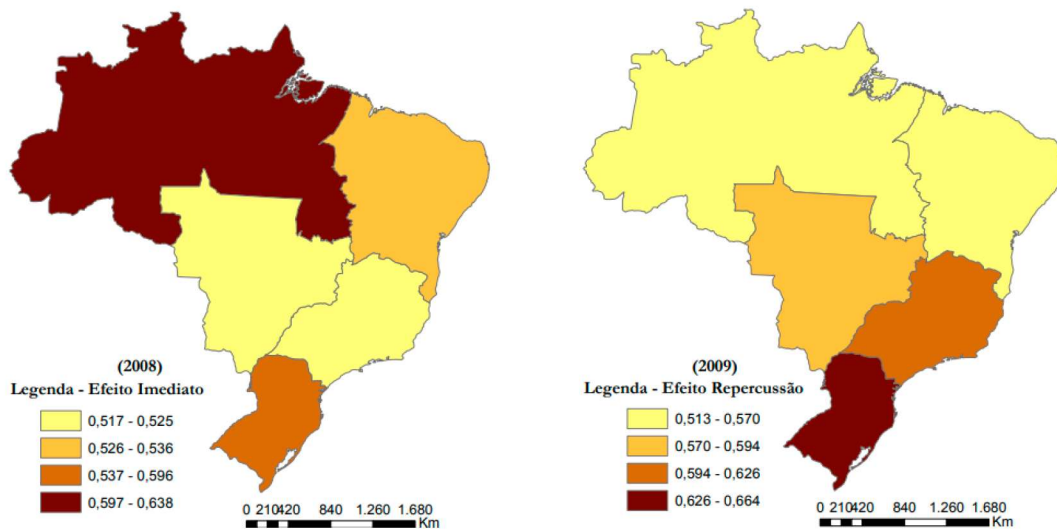 (2008)
Legenda - Efeito Imediato
0,517 - 0,525
0,526 - 0,536
0,537 - 0,596
0,597 - 0,638
0 210420 840 1.260 1.680
Km
(2009)
Legenda - Efeito Repercussão
0,513 - 0,570
0,570 - 0,594
0,594 - 0,626
0,626 - 0,664
0 210420 840 1.260 1.680
Km